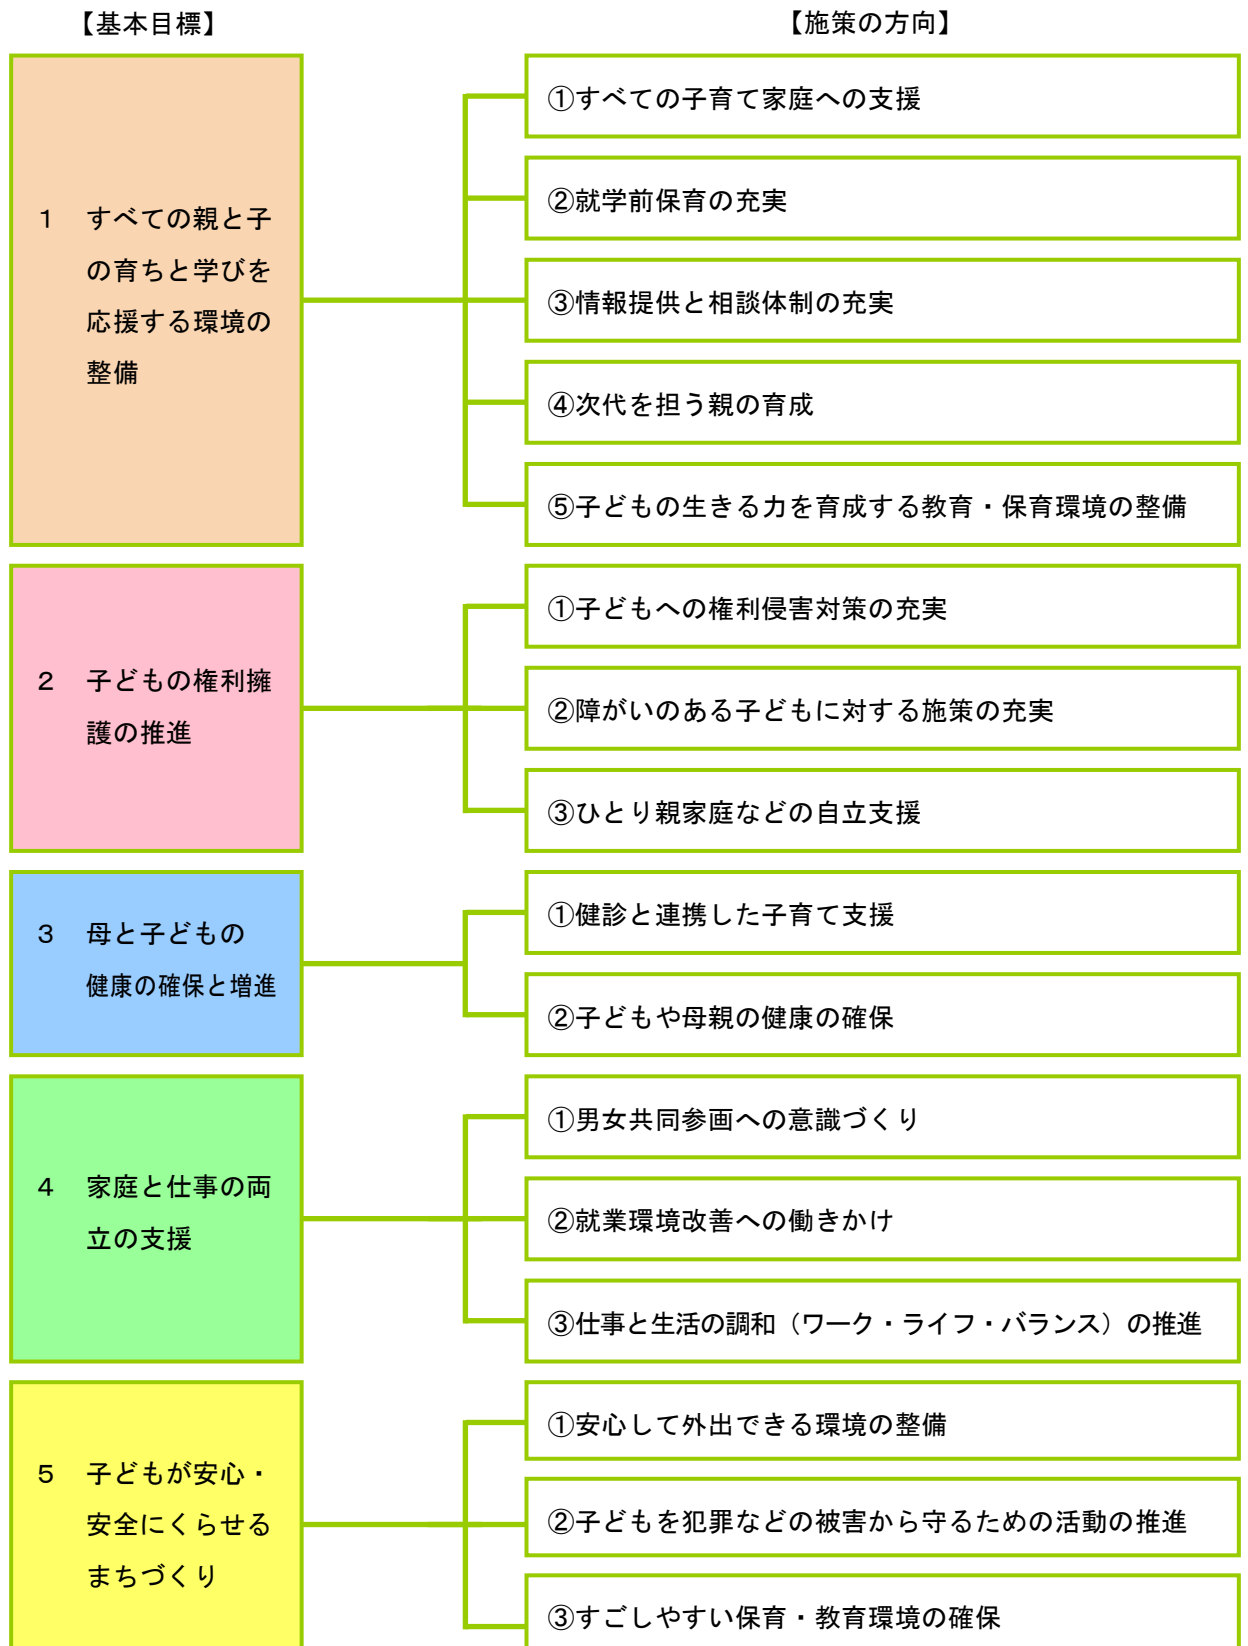 【基本目標】
【施策の方向】
1 すべての親と子
の育ちと学びを
応援する環境の
整備
①すべての子育て家庭への支援
②就学前保育の充実
③情報提供と相談体制の充実
④次代を担う親の育成
⑤子どもの生きる力を育成する教育・保育環境の整備
2 子どもの権利擁
護の推進
①子どもへの権利侵害対策の充実
②障がいのある子どもに対する施策の充実
③ひとり親家庭などの自立支援
3 母と子どもの
健康の確保と増進
①健診と連携した子育て支援
②子どもや母親の健康の確保
4 家庭と仕事の両
立の支援
①男女共同参画への意識づくり
②就業環境改善への働きかけ
③仕事と生活の調和（ワーク・ライフ・バランス）の推進
5 子どもが安心・
安全にくらせる
まちづくり
①安心して外出できる環境の整備
②子どもを犯罪などの被害から守るための活動の推進
③すごしやすい保育・教育環境の確保